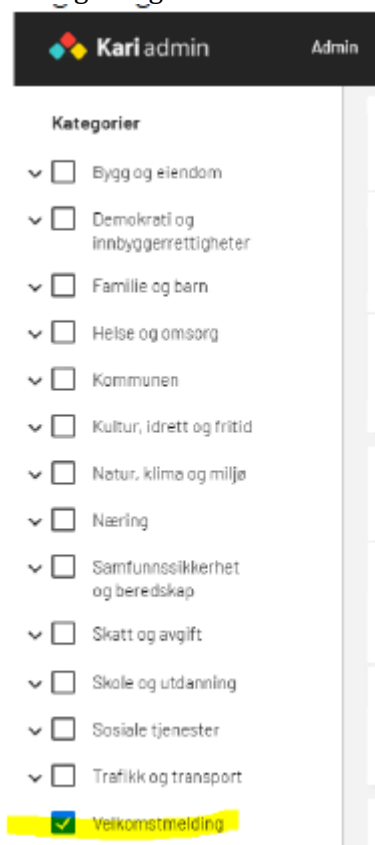 Kari admin
Admin
Kategorier
Bygg og eiendom
Demokrati og
innbyggerrettigheter
Familie og barn
Helse og omsorg
Kommunen
Kultur, idrett og fritid
Natur, klima og miljø
Næring
Samfunnssikkerhet
og beredskap
Skatt og avgift
Skole og utdanning
Sosiale tjenester
Trafikk og transport
Velkomstmelding